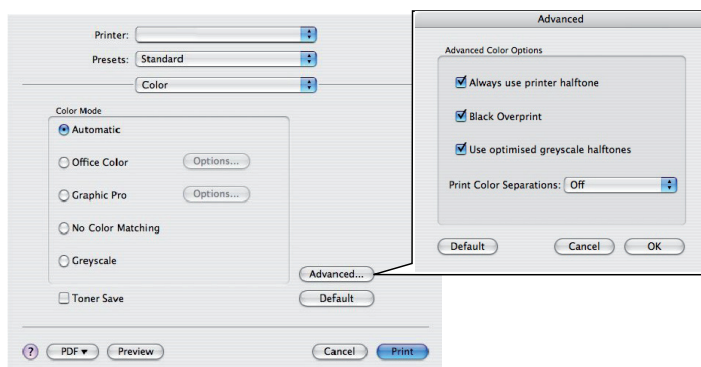 Printer:
Presets: Standard
Color
Color Mode
Automatic
Office Color Options...
Graphic Pro Options...
No Color Matching
Greyscale
Advanced...
Toner Save Default
? PDF Preview Cancel Print
Advanced
Advanced Color Options
Always use printer halftone
Black Overprint
Use optimised greyscale halftones
Print Color Separations: Off
Default Cancel OK